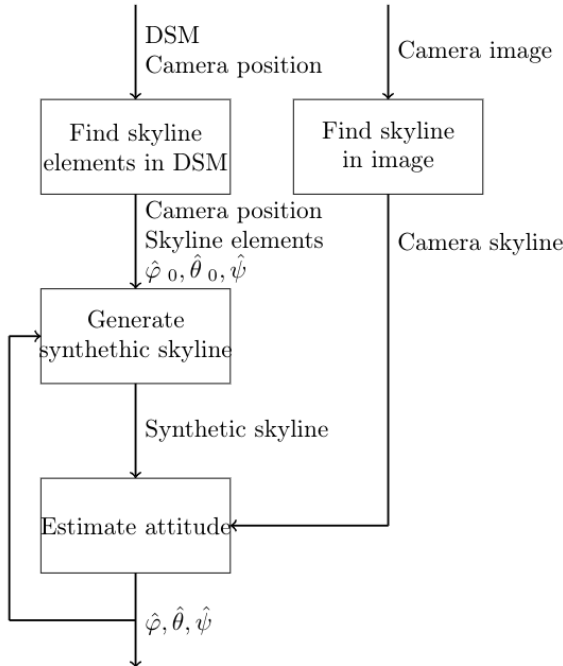 DSM
Camera position
Camera image
Find skyline
elements in DSM
Find skyline
in image
Camera position
Skyline elements
φ̂ ₀, θ̂ ₀, ψ̂
Camera skyline
Generate
synthethic skyline
Synthetic skyline
Estimate attitude
φ̂, θ̂, ψ̂